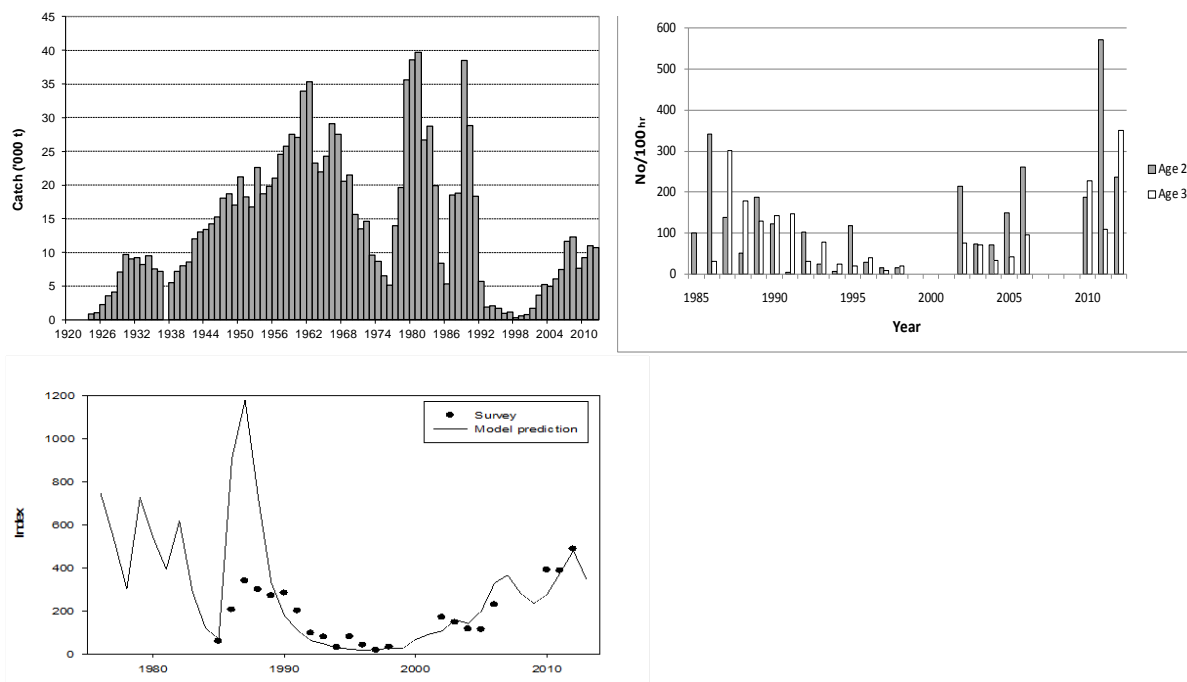 Catch ('000 t)
45
40
35
30
25
20
15
10
5
0
1920 1926 1932 1938 1944 1950 1956 1962 1968 1974 1980 1986 1992 1998 2004 2010
No/100 hr
600
500
400
300
200
100
0
1985 1990 1995 2000 2005 2010
Year
Age 2
Age 3
Index
1200
1000
800
600
400
200
0
1980 1990 2000 2010
Survey
Model prediction